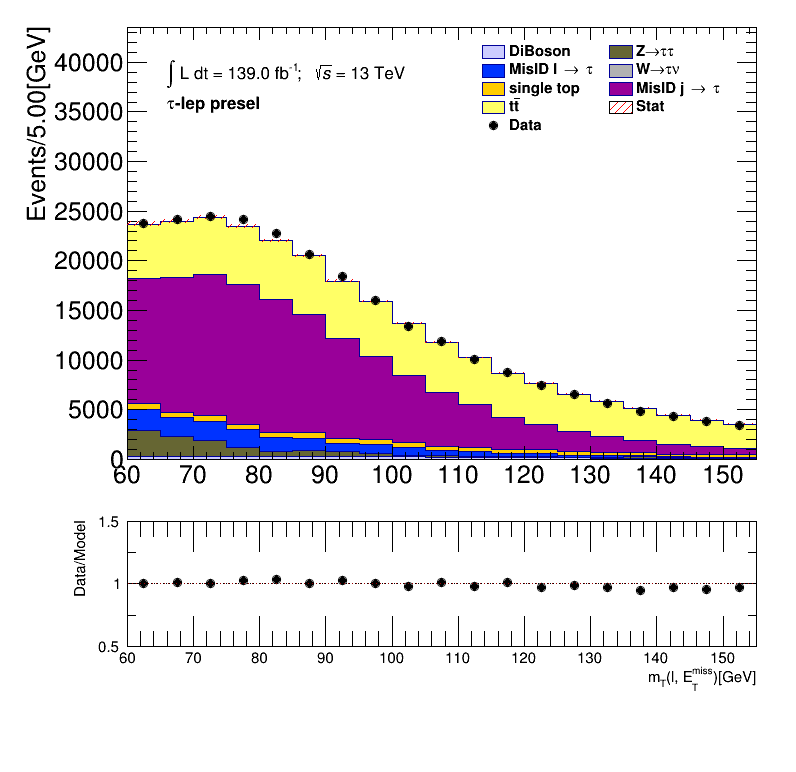 Events/5.00[GeV]
40000
35000
30000
25000
20000
15000
10000
5000
0
∫ L dt = 139.0 fb⁻¹; √s = 13 TeV
τ-lep presel
DiBoson
Z→ττ
MisID l → τ
W→τν
single top
MisID j → τ
tt̄
Stat
Data
60 70 80 90 100 110 120 130 140 150
Data/Model
1.5
1
0.5
60 70 80 90 100 110 120 130 140 150
m_T(l, E_T^miss)[GeV]